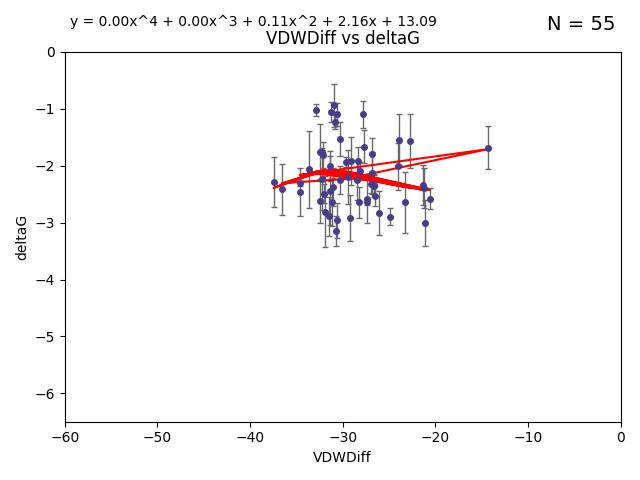 y = 0.00x^4 + 0.00x^3 + 0.11x^2 + 2.16x + 13.09
N = 55
VDWDiff vs deltaG
0
−1
−2
−3
−4
−5
−6
deltaG
−60 −50 −40 −30 −20 −10 0
VDWDiff